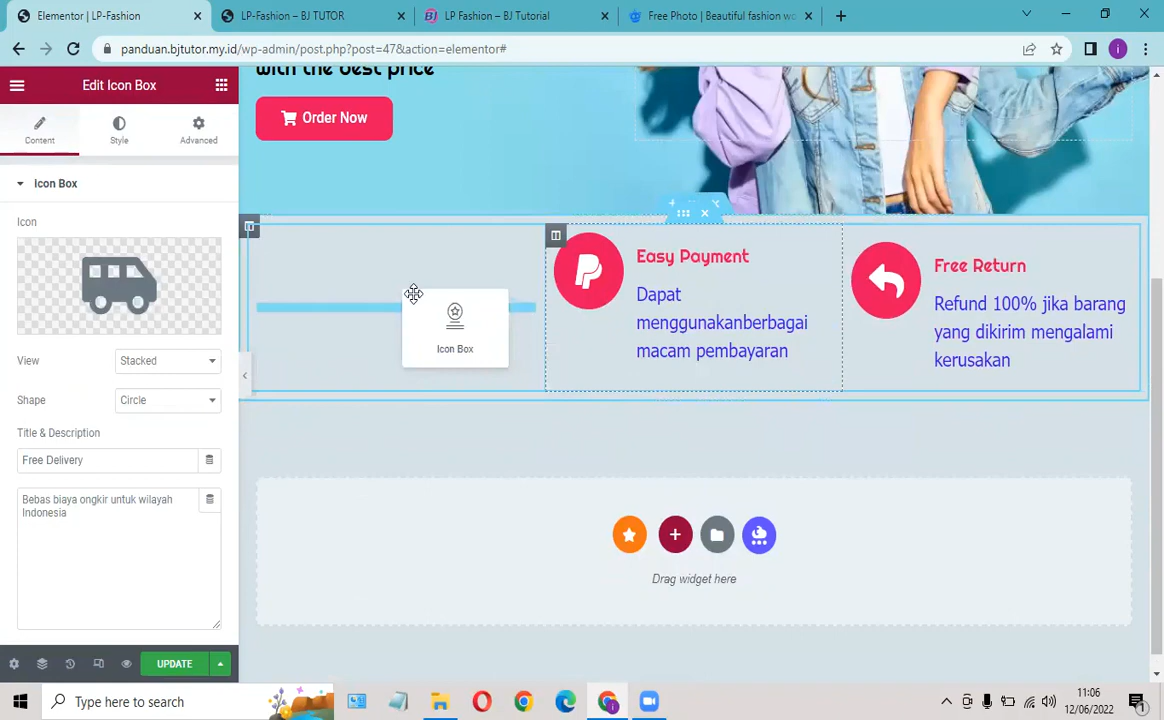 Elementor | LP-Fashion
LP-Fashion – BJ TUTOR
LP Fashion – BJ Tutorial
Free Photo | Beautiful fashion wo
panduan.bjtutor.my.id/wp-admin/post.php?post=47&action=elementor#
Edit Icon Box
Content
Style
Advanced
Icon Box
Icon
View
Stacked
Shape
Circle
Title & Description
Free Delivery
Bebas biaya ongkir untuk wilayah
Indonesia
UPDATE
with the best price
Order Now
Icon Box
Easy Payment
Dapat
menggunakanberbagai
macam pembayaran
Free Return
Refund 100% jika barang
yang dikirim mengalami
kerusakan
Drag widget here
Type here to search
11:06
12/06/2022